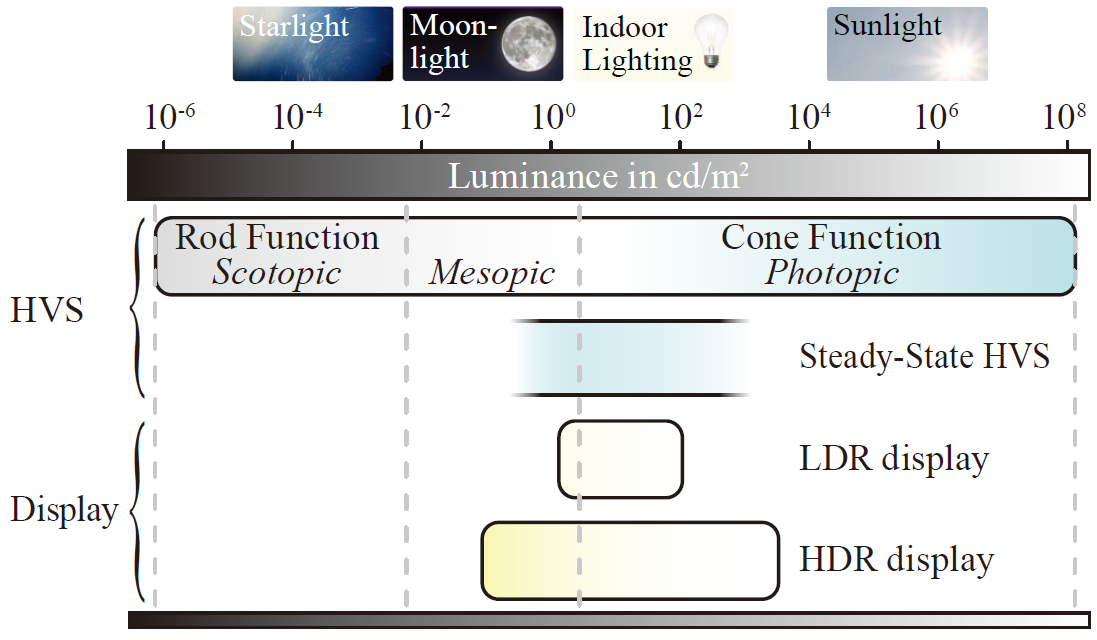 Starlight
Moon-
light
Indoor
Lighting
Sunlight
10⁻⁶ 10⁻⁴ 10⁻² 10⁰ 10² 10⁴ 10⁶ 10⁸
Luminance in cd/m²
Rod Function
Scotopic
Mesopic
Cone Function
Photopic
HVS
Steady-State HVS
LDR display
Display
HDR display